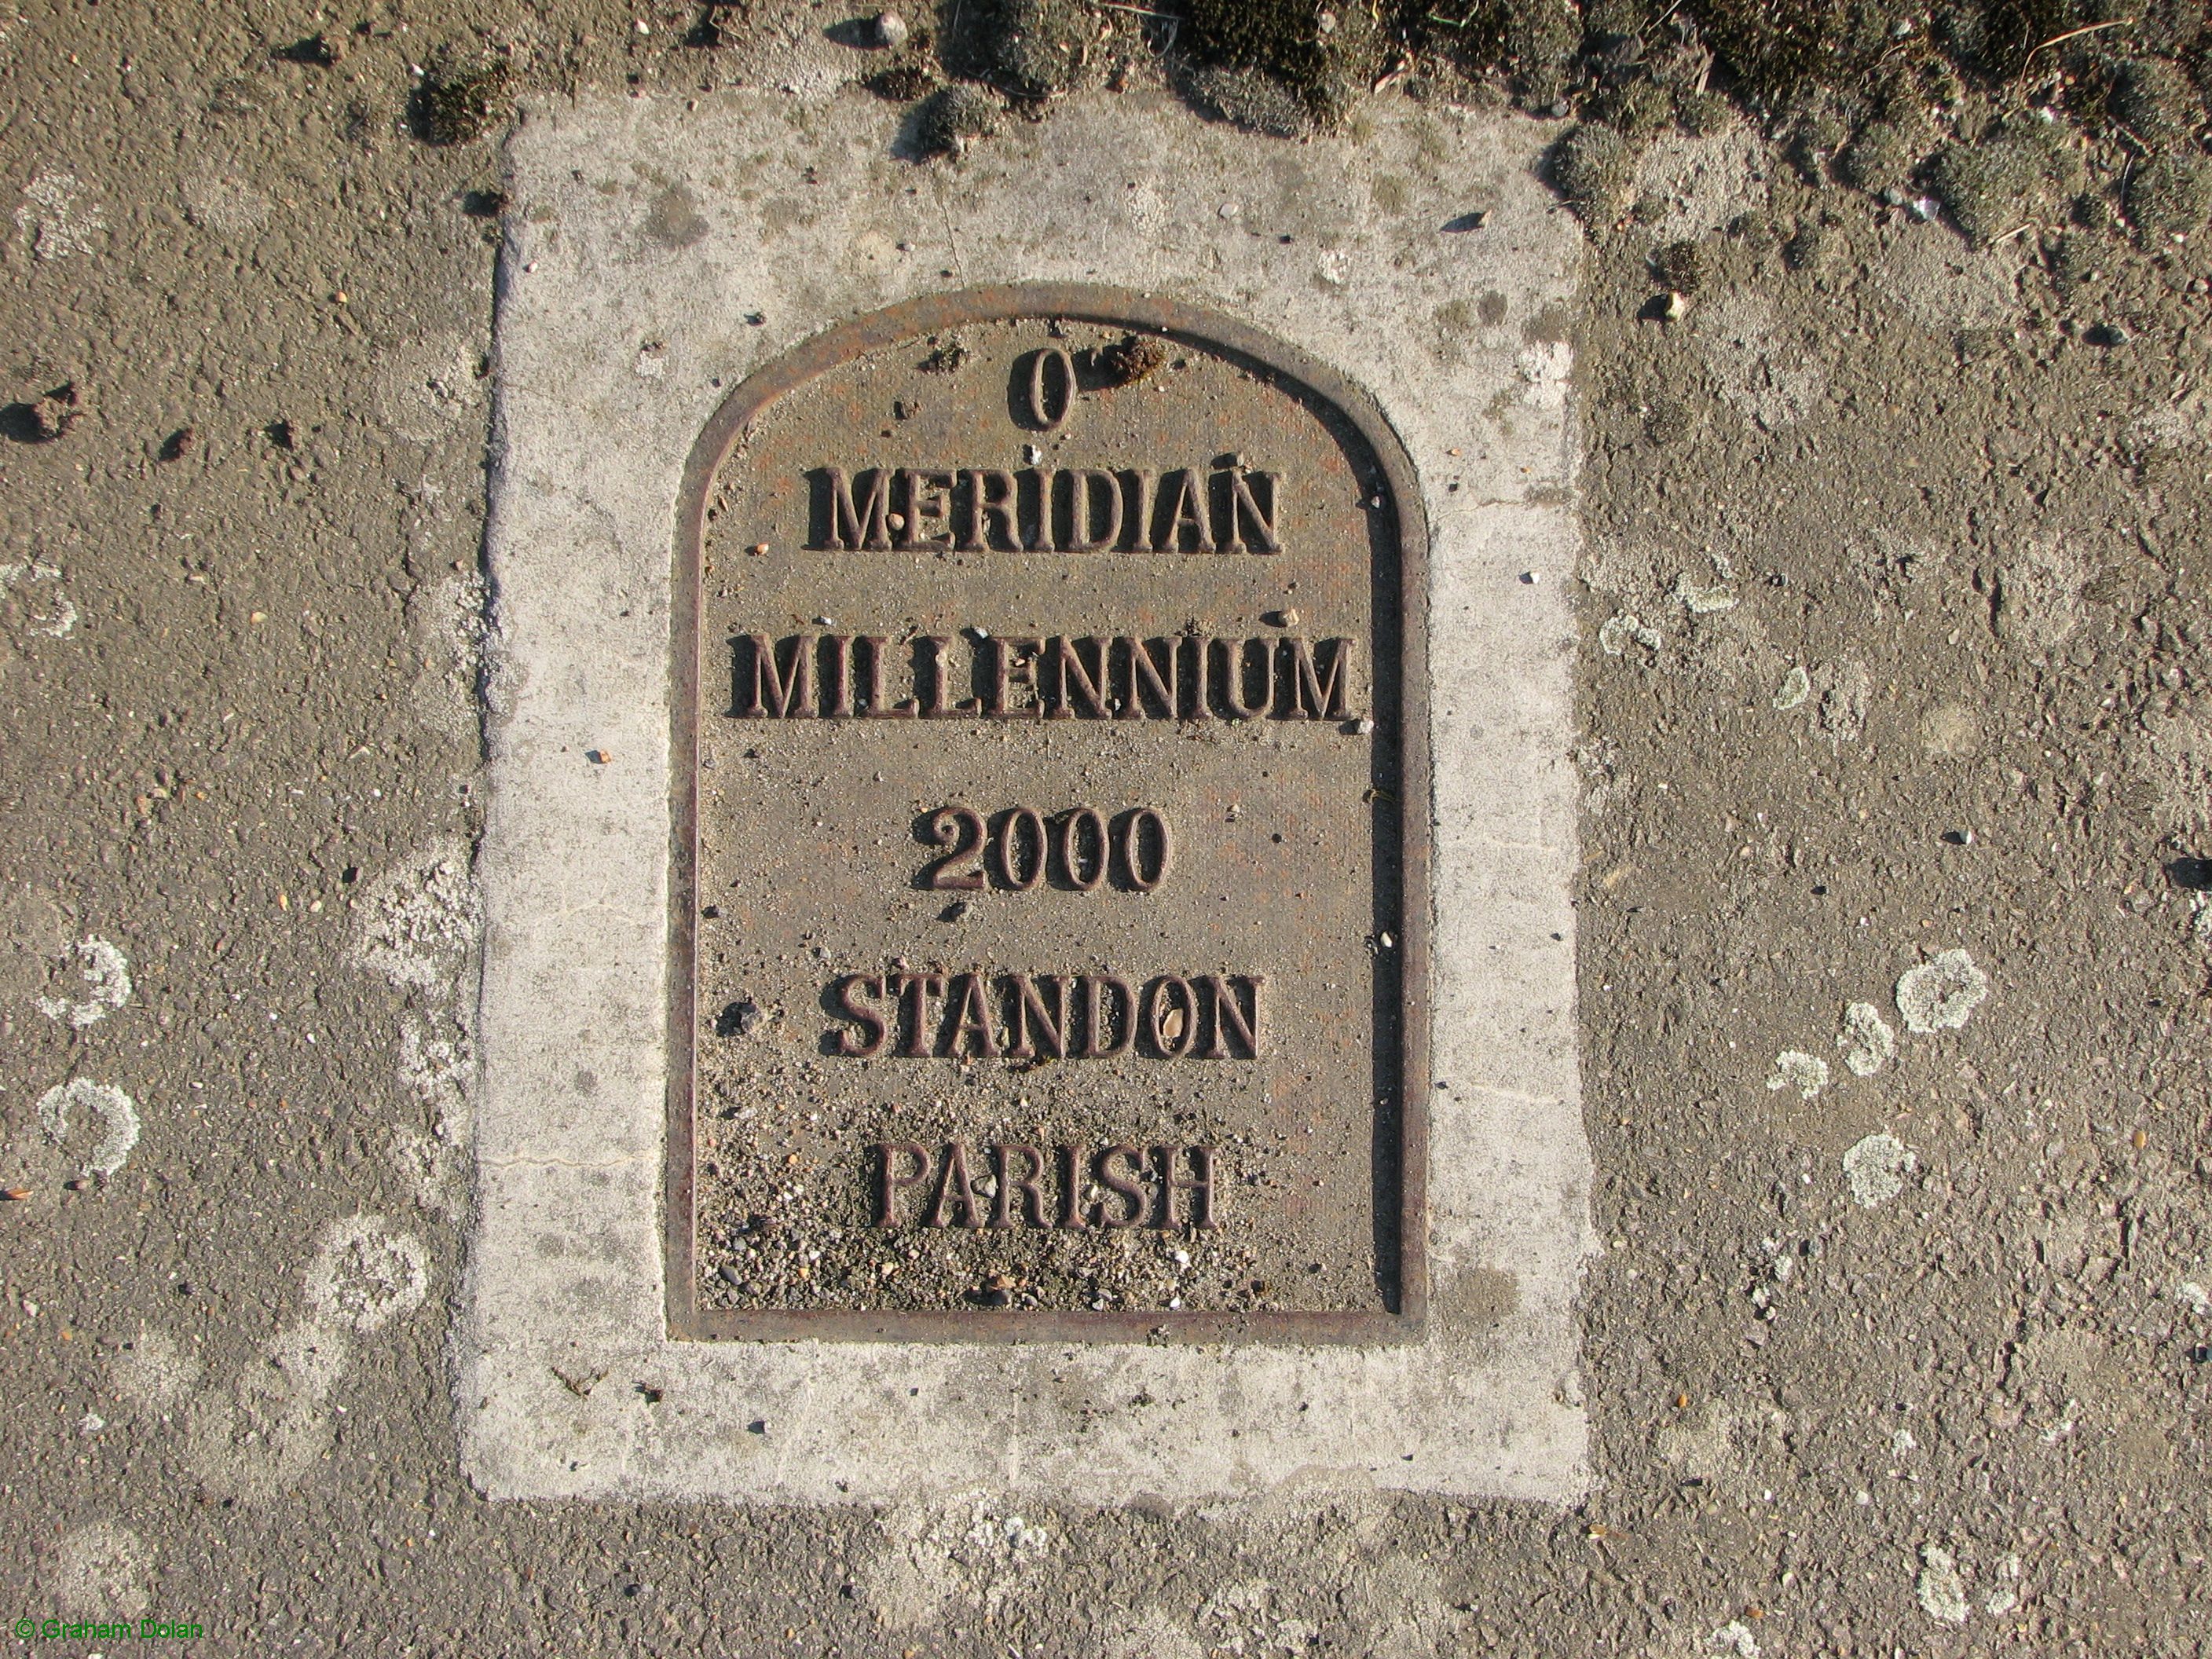 0
MERIDIAN
MILLENNIUM
2000
STANDON
PARISH
© Graham Dolan